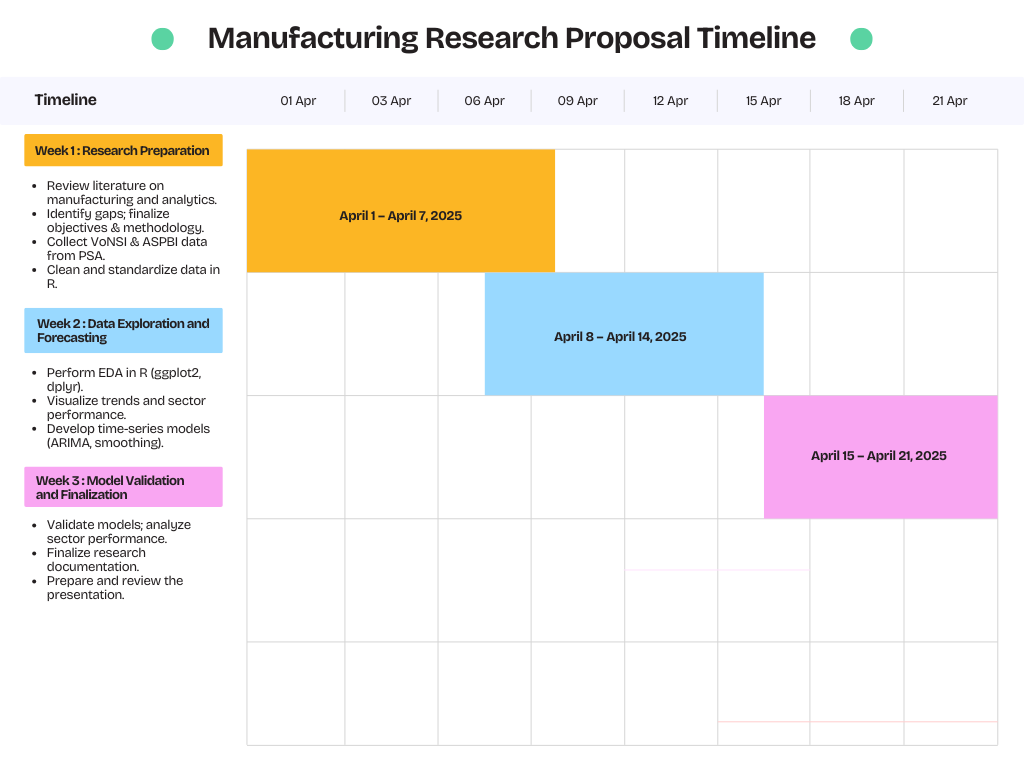 Manufacturing Research Proposal Timeline
Timeline
01 Apr
03 Apr
06 Apr
09 Apr
12 Apr
15 Apr
18 Apr
21 Apr
Week 1 : Research Preparation
• Review literature on
manufacturing and analytics.
• Identify gaps; finalize
objectives & methodology.
• Collect VoNSI & ASPBI data
from PSA.
• Clean and standardize data in
R.
April 1 – April 7, 2025
Week 2 : Data Exploration and
Forecasting
• Perform EDA in R (ggplot2,
dplyr).
• Visualize trends and sector
performance.
• Develop time-series models
(ARIMA, smoothing).
April 8 – April 14, 2025
Week 3 : Model Validation
and Finalization
• Validate models; analyze
sector performance.
• Finalize research
documentation.
• Prepare and review the
presentation.
April 15 – April 21, 2025